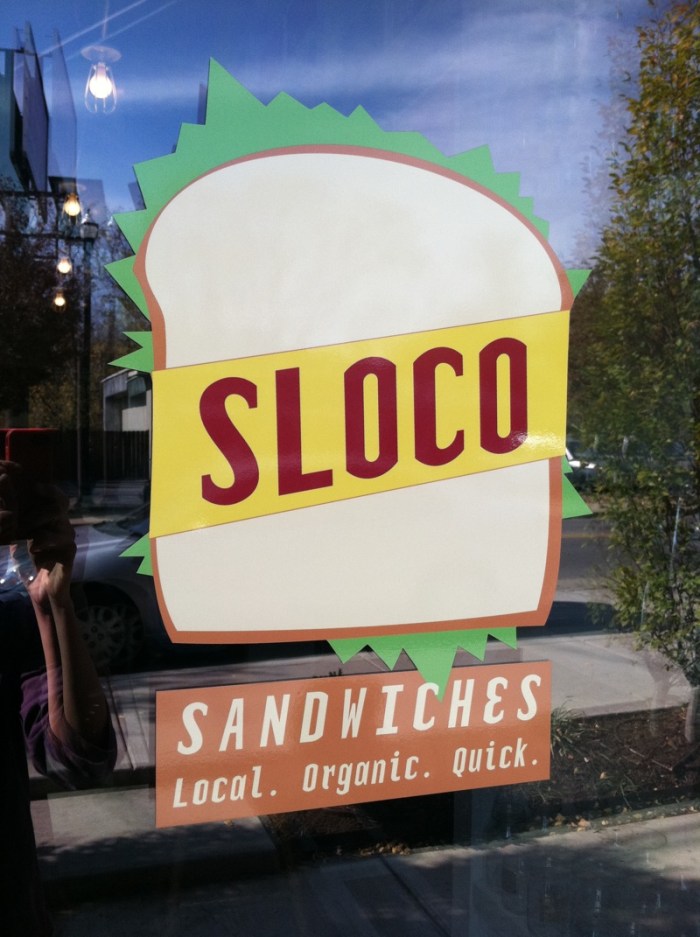 SLOCO
SANDWICHES
Local. Organic. Quick.